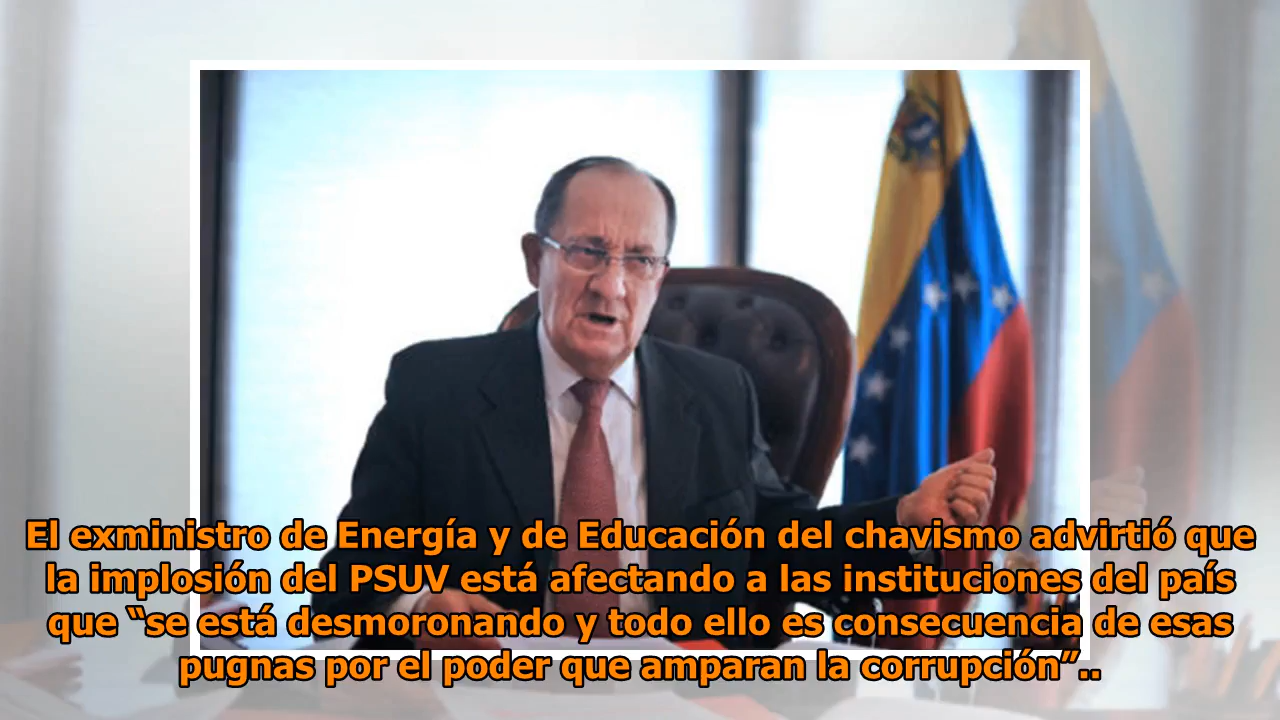 El exministro de Energía y de Educación del chavismo advirtió que
la implosión del PSUV está afectando a las instituciones del país
que “se está desmoronando y todo ello es consecuencia de esas
pugnas por el poder que amparan la corrupción”..